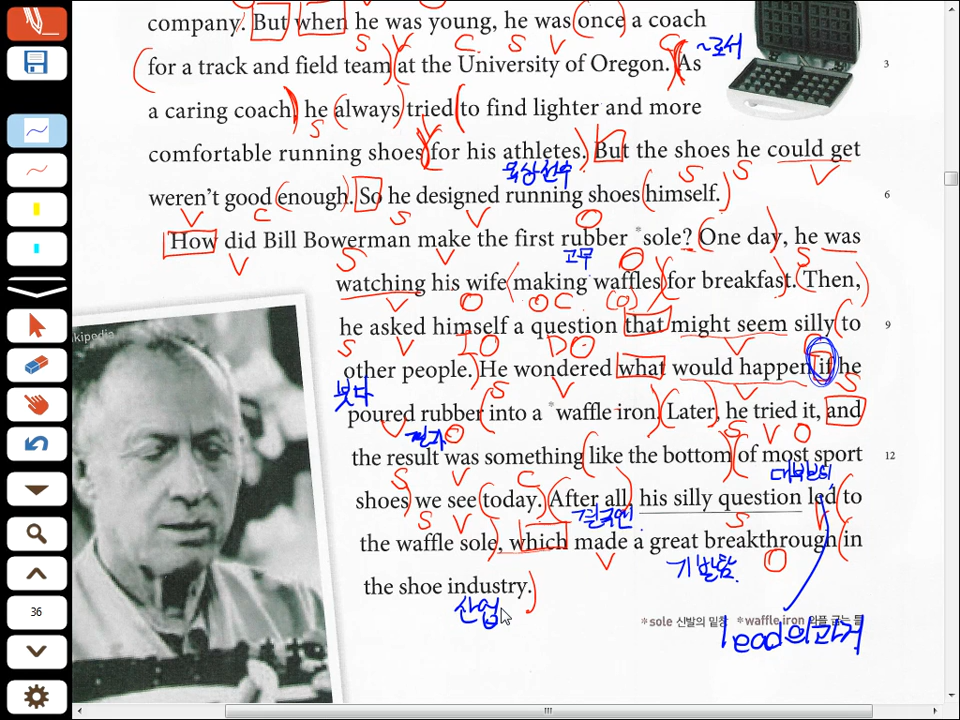 company. But when he was young, he was once a coach
for a track and field team at the University of Oregon. As
~로서
3
a caring coach, he always tried to find lighter and more
comfortable running shoes for his athletes. But the shoes he could get
육상선수
weren't good enough. So he designed running shoes himself.
6
How did Bill Bowerman make the first rubber *sole? One day, he was
고무
watching his wife making waffles for breakfast. Then,
he asked himself a question that might seem silly to
9
other people. He wondered what would happen if he
붓다
poured rubber into a *waffle iron. Later, he tried it, and
결과
the result was something like the bottom of most sport
12
대부분의
shoes we see today. After all, his silly question led to
결국엔
the waffle sole, which made a great breakthrough in
기발함
the shoe industry.
산업
*sole 신발의 밑창 *waffle iron 와플 굽는 틀
lead의 과거
ikipedia
36